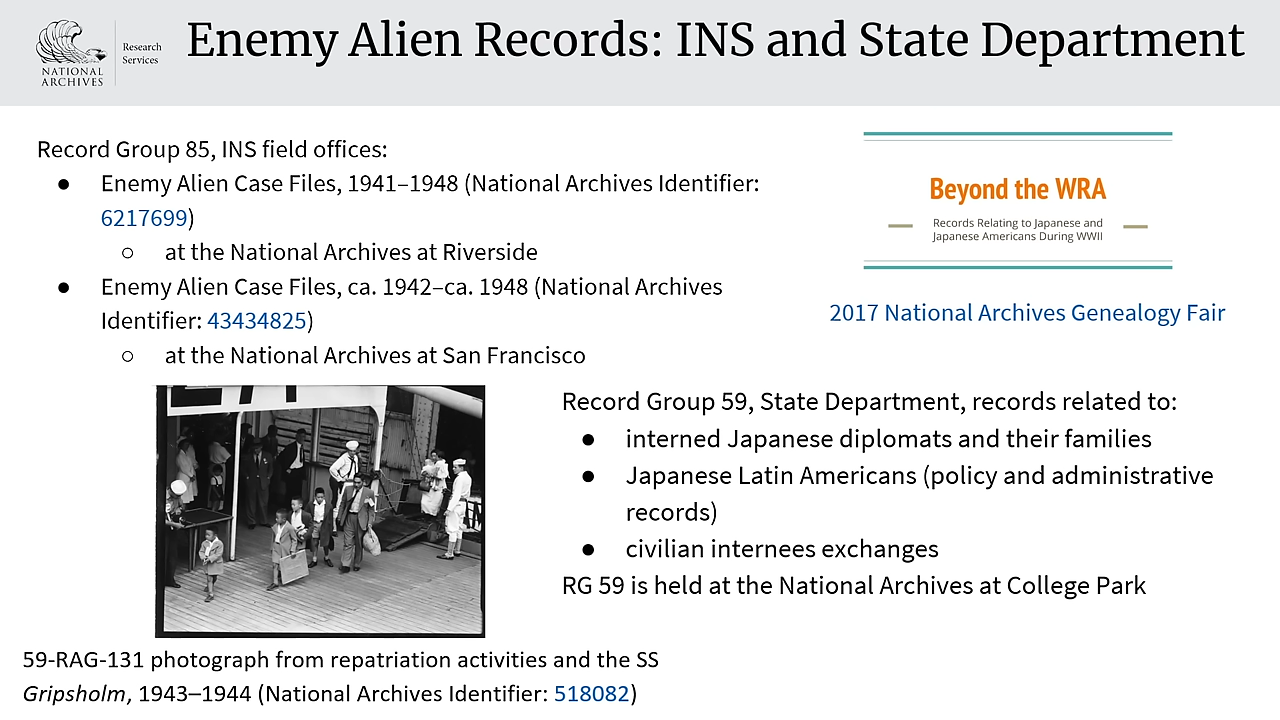 NATIONAL
ARCHIVES
Research
Services
Enemy Alien Records: INS and State Department
Record Group 85, INS field offices:
● Enemy Alien Case Files, 1941–1948 (National Archives Identifier:
6217699)
○ at the National Archives at Riverside
● Enemy Alien Case Files, ca. 1942–ca. 1948 (National Archives
Identifier: 43434825)
○ at the National Archives at San Francisco
Beyond the WRA
Records Relating to Japanese and
Japanese Americans During WWII
2017 National Archives Genealogy Fair
Record Group 59, State Department, records related to:
● interned Japanese diplomats and their families
● Japanese Latin Americans (policy and administrative
records)
● civilian internees exchanges
RG 59 is held at the National Archives at College Park
59-RAG-131 photograph from repatriation activities and the SS
Gripsholm, 1943–1944 (National Archives Identifier: 518082)